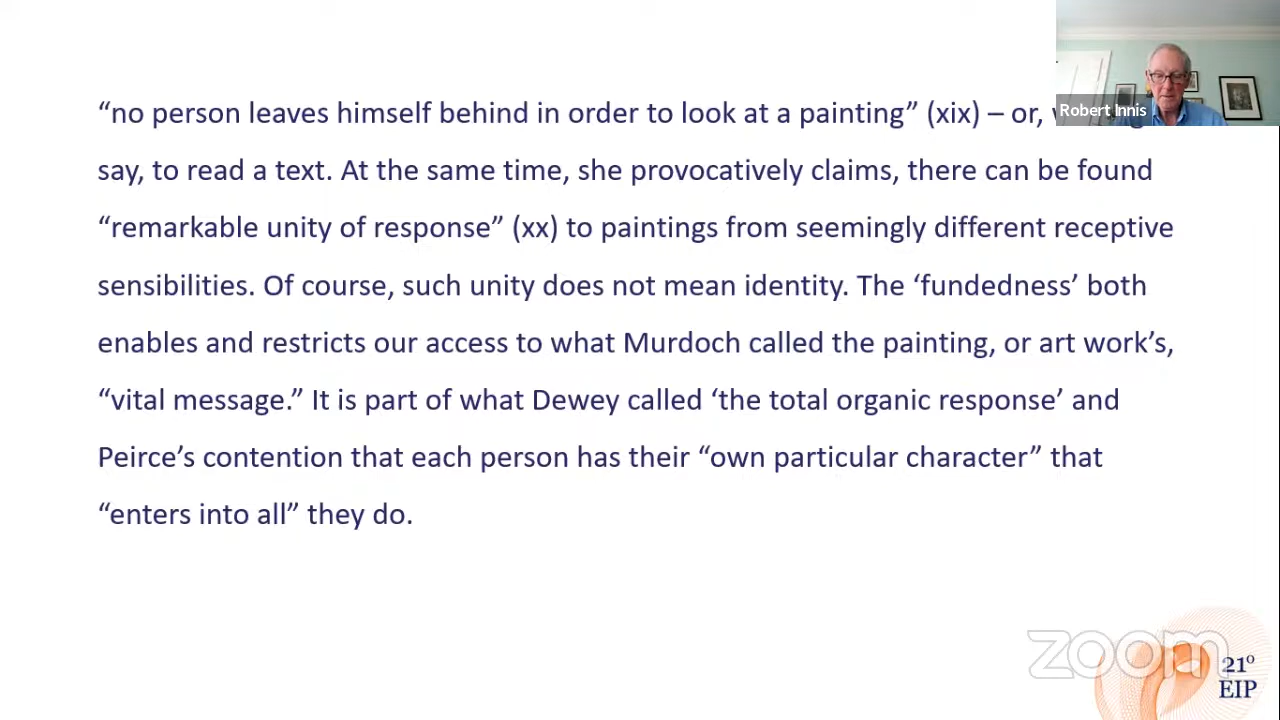 “no person leaves himself behind in order to look at a painting” (xix) – or,
say, to read a text. At the same time, she provocatively claims, there can be found
“remarkable unity of response” (xx) to paintings from seemingly different receptive
sensibilities. Of course, such unity does not mean identity. The ‘fundedness’ both
enables and restricts our access to what Murdoch called the painting, or art work’s,
“vital message.” It is part of what Dewey called ‘the total organic response’ and
Peirce’s contention that each person has their “own particular character” that
“enters into all” they do.
Robert Innis
zoom
21º
EIP